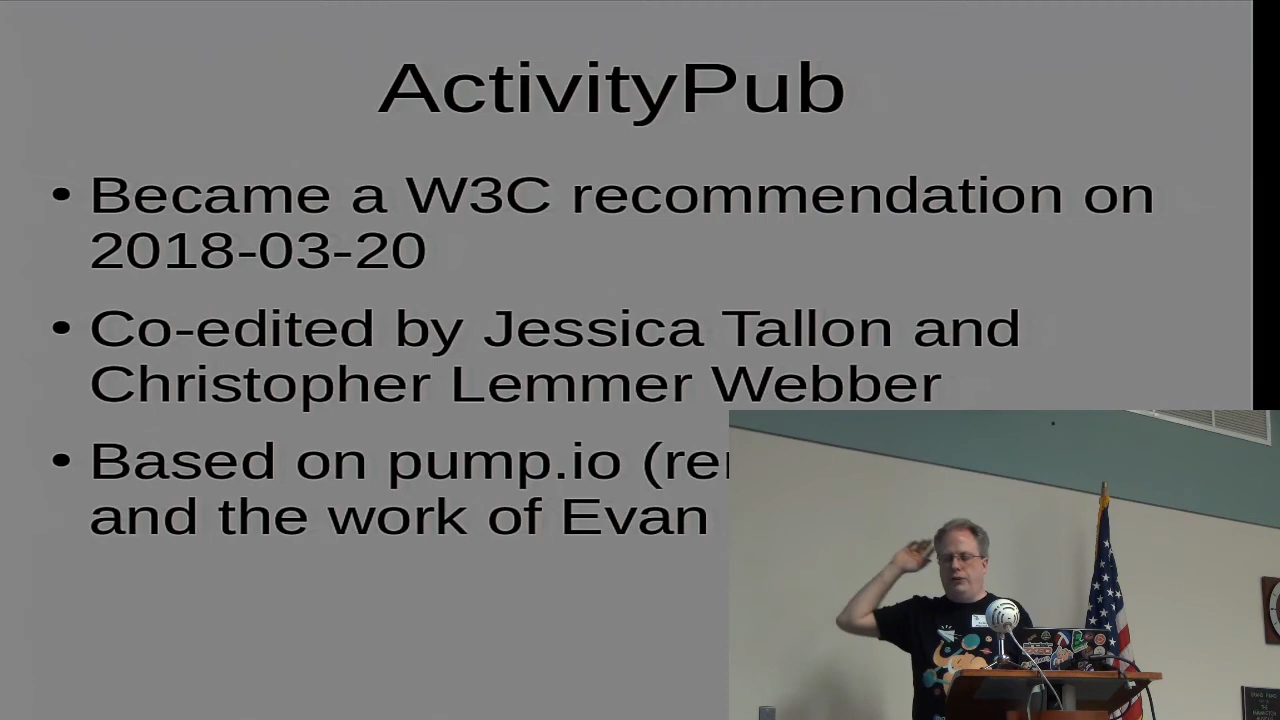 ActivityPub
• Became a W3C recommendation on
2018-03-20
• Co-edited by Jessica Tallon and
Christopher Lemmer Webber
• Based on pump.io
and the work of Evan